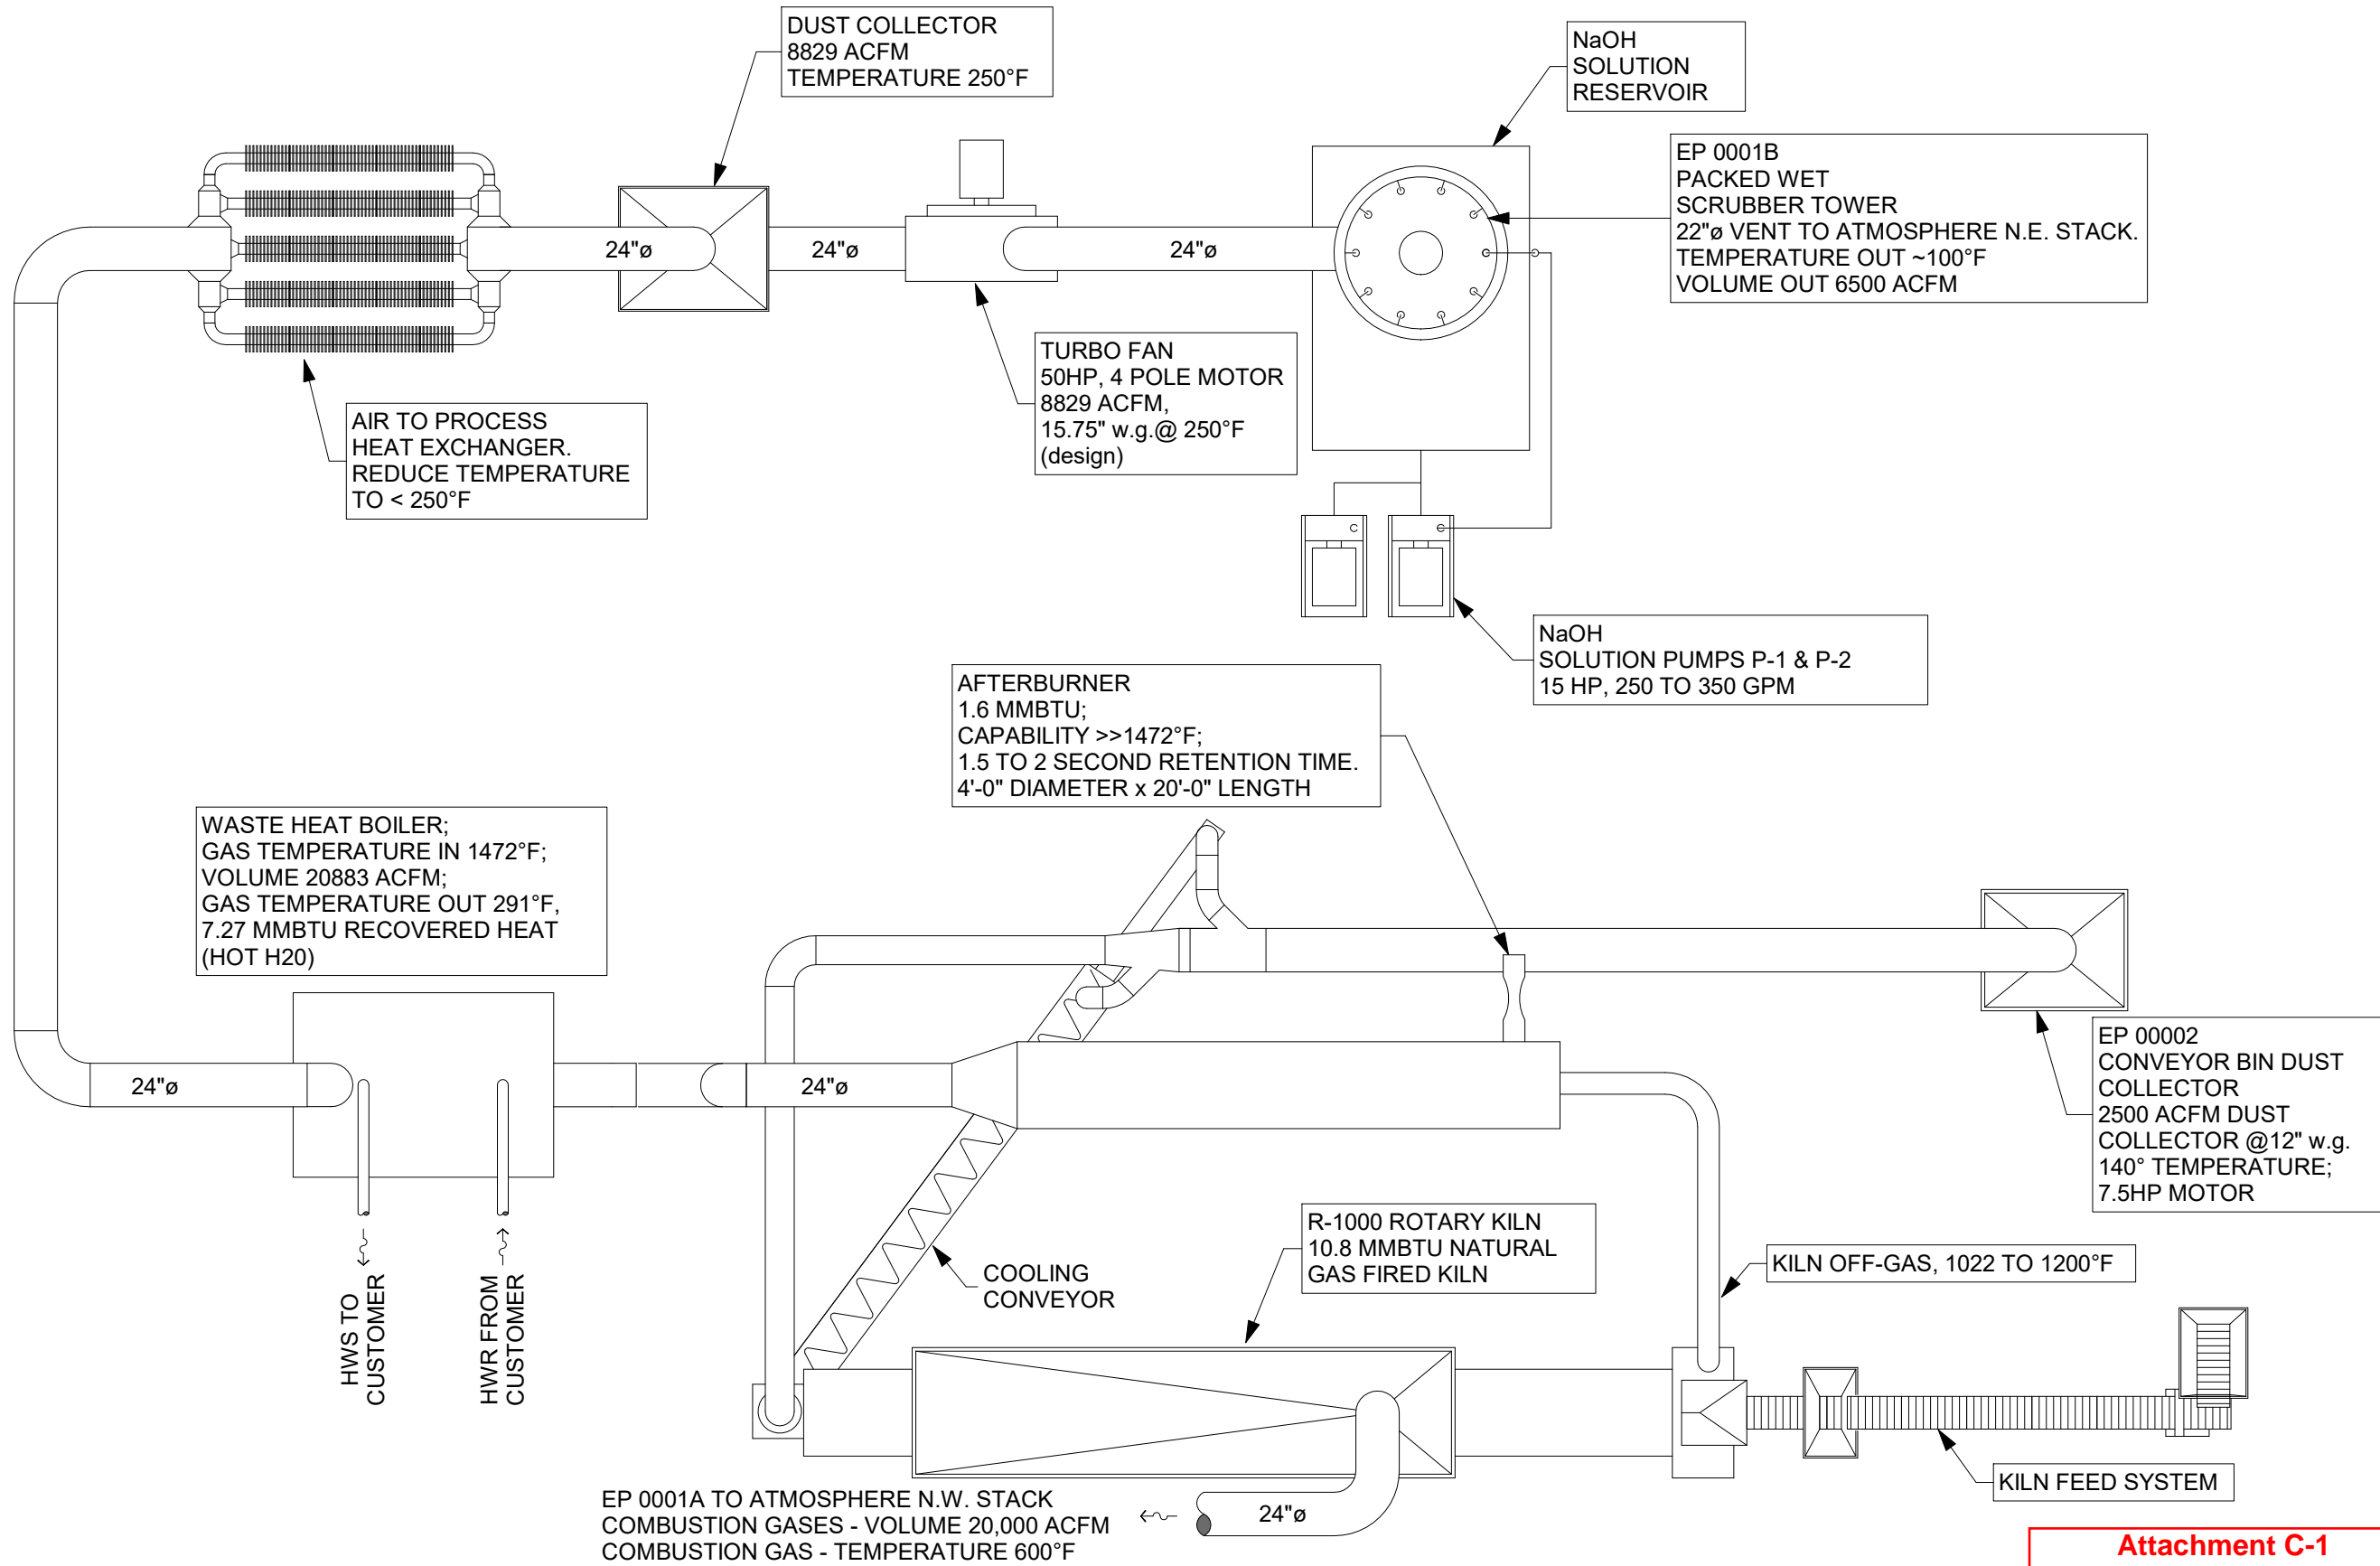 DUST COLLECTOR
8829 ACFM
TEMPERATURE 250°F
NaOH
SOLUTION
RESERVOIR
EP 0001B
PACKED WET
SCRUBBER TOWER
22"ø VENT TO ATMOSPHERE N.E. STACK.
TEMPERATURE OUT ~100°F
VOLUME OUT 6500 ACFM
24"ø
24"ø
24"ø
TURBO FAN
50HP, 4 POLE MOTOR
8829 ACFM,
15.75" w.g.@ 250°F
(design)
AIR TO PROCESS
HEAT EXCHANGER.
REDUCE TEMPERATURE
TO < 250°F
NaOH
SOLUTION PUMPS P-1 & P-2
15 HP, 250 TO 350 GPM
AFTERBURNER
1.6 MMBTU;
CAPABILITY >>1472°F;
1.5 TO 2 SECOND RETENTION TIME.
4'-0" DIAMETER x 20'-0" LENGTH
WASTE HEAT BOILER;
GAS TEMPERATURE IN 1472°F;
VOLUME 20883 ACFM;
GAS TEMPERATURE OUT 291°F,
7.27 MMBTU RECOVERED HEAT
(HOT H20)
24"ø
24"ø
EP 00002
CONVEYOR BIN DUST
COLLECTOR
2500 ACFM DUST
COLLECTOR @12" w.g.
140° TEMPERATURE;
7.5HP MOTOR
HWS TO
CUSTOMER
HWR FROM
CUSTOMER
COOLING
CONVEYOR
R-1000 ROTARY KILN
10.8 MMBTU NATURAL
GAS FIRED KILN
KILN OFF-GAS, 1022 TO 1200°F
KILN FEED SYSTEM
EP 0001A TO ATMOSPHERE N.W. STACK
COMBUSTION GASES - VOLUME 20,000 ACFM
COMBUSTION GAS - TEMPERATURE 600°F
24"ø
Attachment C-1